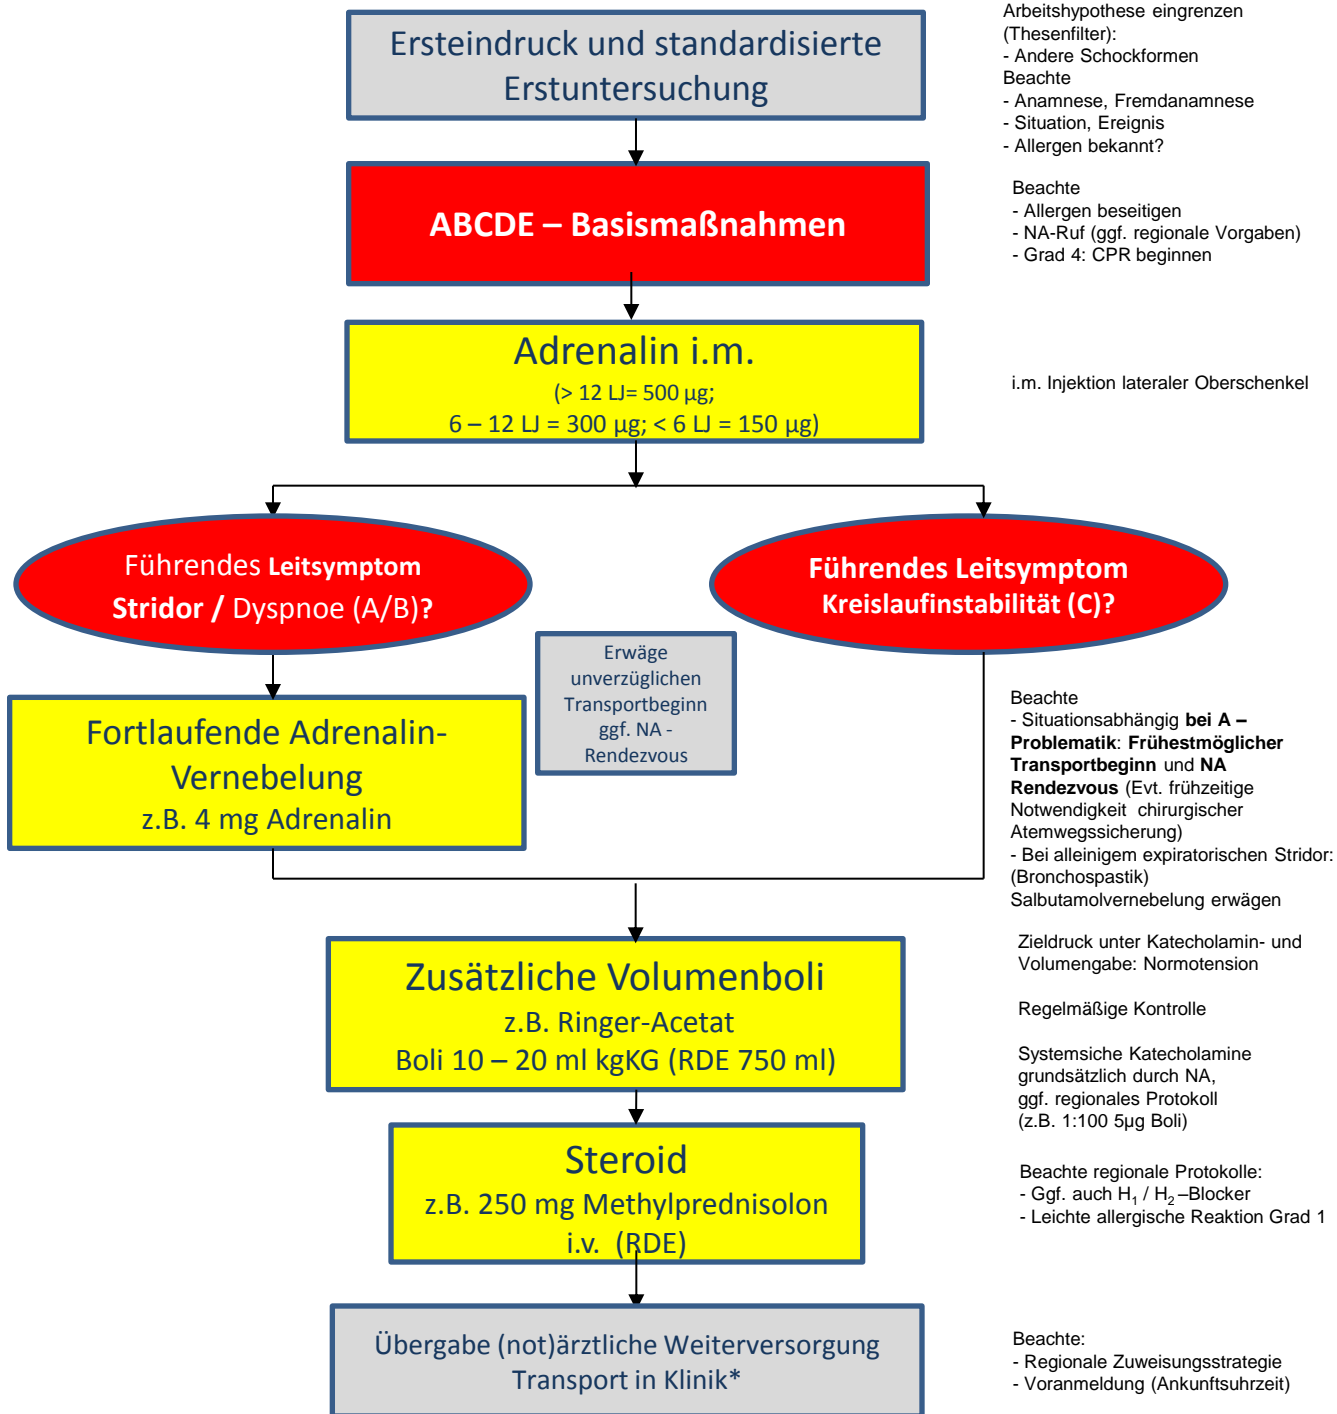 Ersteindruck und standardisierte
Erstuntersuchung
Arbeitshypothese eingrenzen
(Thesenfilter):
- Andere Schockformen
Beachte
- Anamnese, Fremdanamnese
- Situation, Ereignis
- Allergen bekannt?
ABCDE – Basismaßnahmen
Beachte
- Allergen beseitigen
- NA-Ruf (ggf. regionale Vorgaben)
- Grad 4: CPR beginnen
Adrenalin i.m.
(> 12 LJ= 500 µg;
6 – 12 LJ = 300 µg; < 6 LJ = 150 µg)
i.m. Injektion lateraler Oberschenkel
Führendes Leitsymptom
Stridor / Dyspnoe (A/B)?
Führendes Leitsymptom
Kreislaufinstabilität (C)?
Erwäge
unverzüglichen
Transportbeginn
ggf. NA -
Rendezvous
Fortlaufende Adrenalin-
Vernebelung
z.B. 4 mg Adrenalin
Beachte
- Situationsabhängig bei A –
Problematik: Frühestmöglicher
Transportbeginn und NA
Rendezvous (Evt. frühzeitige
Notwendigkeit chirurgischer
Atemwegssicherung)
- Bei alleinigem expiratorischen Stridor:
(Bronchospastik)
Salbutamolvernebelung erwägen
Zusätzliche Volumenboli
z.B. Ringer-Acetat
Boli 10 – 20 ml kgKG (RDE 750 ml)
Zieldruck unter Katecholamin- und
Volumengabe: Normotension
Regelmäßige Kontrolle
Systemsiche Katecholamine
grundsätzlich durch NA,
ggf. regionales Protokoll
(z.B. 1:100 5µg Boli)
Steroid
z.B. 250 mg Methylprednisolon
i.v. (RDE)
Beachte regionale Protokolle:
- Ggf. auch H₁ / H₂ –Blocker
- Leichte allergische Reaktion Grad 1
Übergabe (not)ärztliche Weiterversorgung
Transport in Klinik*
Beachte:
- Regionale Zuweisungsstrategie
- Voranmeldung (Ankunftsuhrzeit)